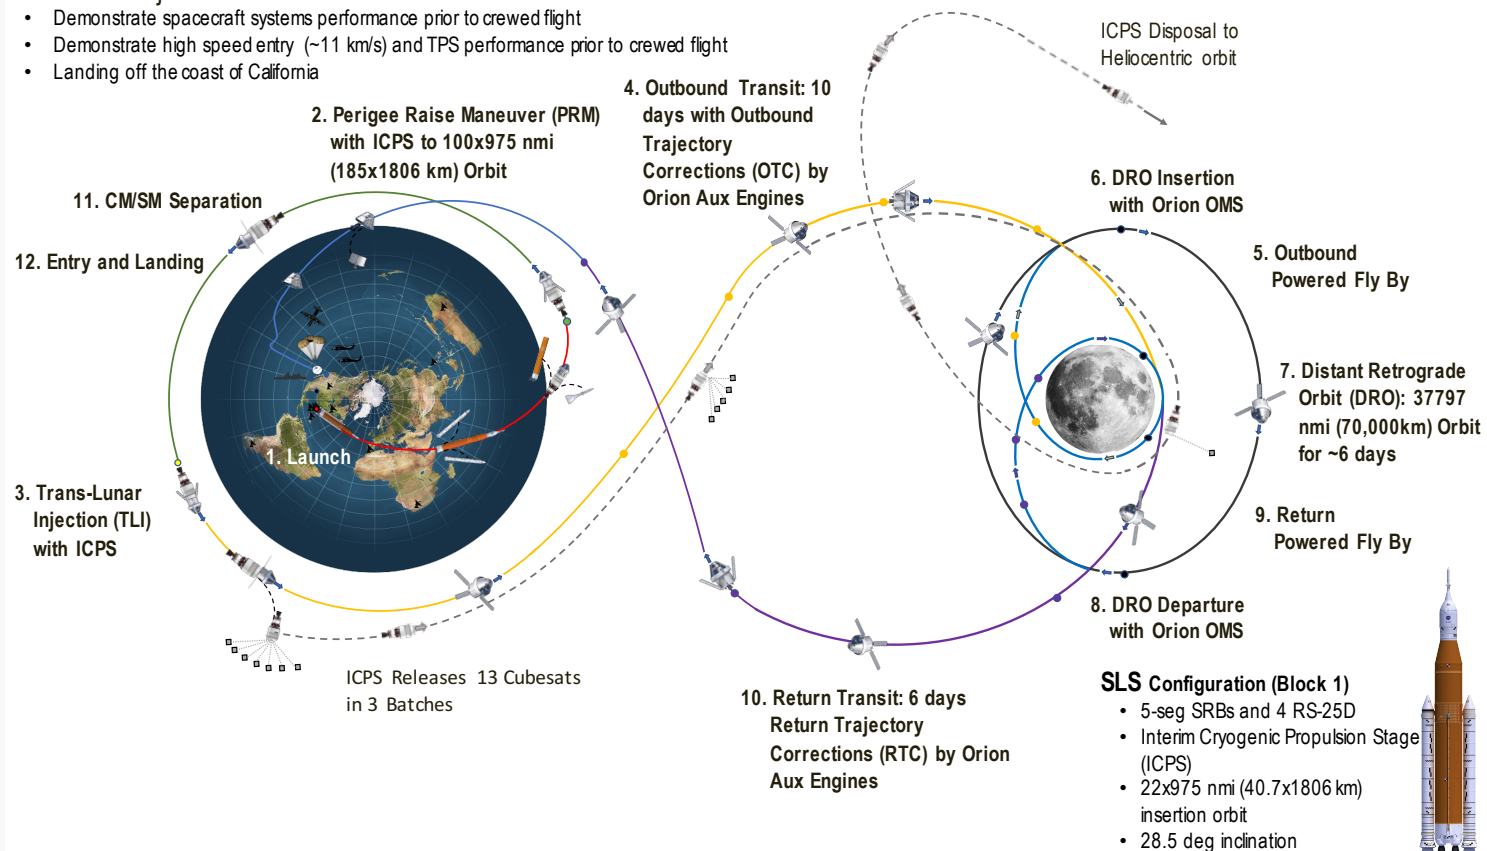 • Demonstrate spacecraft systems performance prior to crewed flight
• Demonstrate high speed entry (~11 km/s) and TPS performance prior to crewed flight
• Landing off the coast of California
ICPS Disposal to
Heliocentric orbit
4. Outbound Transit: 10
days with Outbound
Trajectory
Corrections (OTC) by
Orion Aux Engines
2. Perigee Raise Maneuver (PRM)
with ICPS to 100x975 nmi
(185x1806 km) Orbit
11. CM/SM Separation
12. Entry and Landing
6. DRO Insertion
with Orion OMS
5. Outbound
Powered Fly By
7. Distant Retrograde
Orbit (DRO): 37797
nmi (70,000km) Orbit
for ~6 days
1. Launch
3. Trans-Lunar
Injection (TLI)
with ICPS
9. Return
Powered Fly By
8. DRO Departure
with Orion OMS
ICPS Releases 13 Cubesats
in 3 Batches
10. Return Transit: 6 days
Return Trajectory
Corrections (RTC) by Orion
Aux Engines
SLS Configuration (Block 1)
• 5-seg SRBs and 4 RS-25D
• Interim Cryogenic Propulsion Stage
(ICPS)
• 22x975 nmi (40.7x1806 km)
insertion orbit
• 28.5 deg inclination